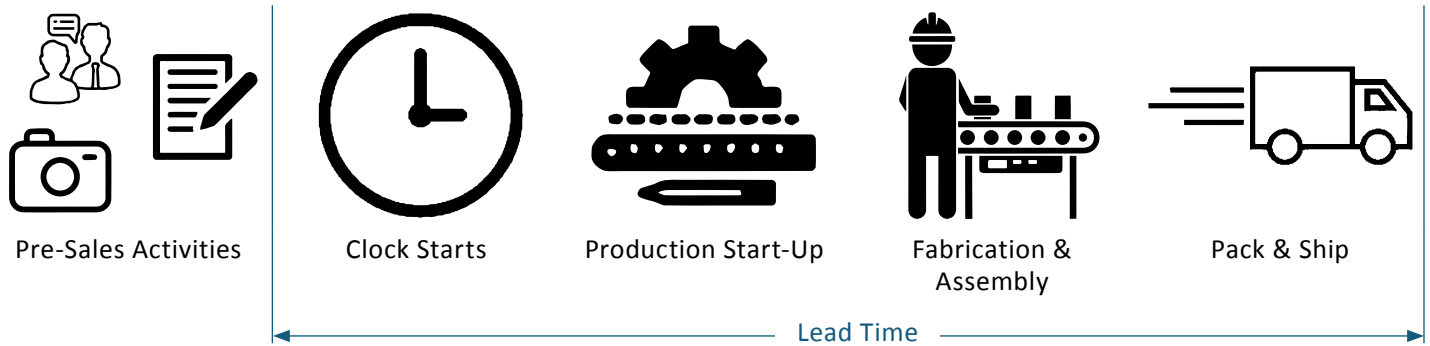 Pre-Sales Activities
Clock Starts
Production Start-Up
Fabrication &
Assembly
Pack & Ship
Lead Time